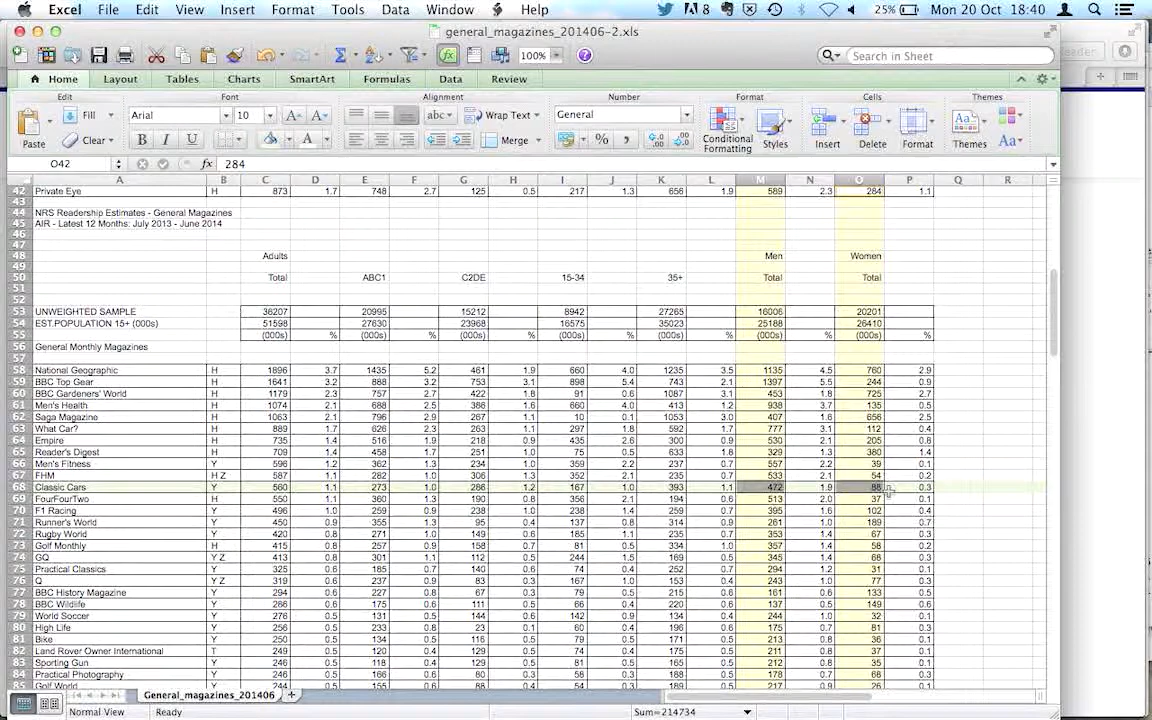 Excel File Edit View Insert Format Tools Data Window Help 8 25% Mon 20 Oct 18:40
general_magazines_201406-2.xls
100% Search in Sheet
Home Layout Tables Charts SmartArt Formulas Data Review
Edit Font Alignment Number Format Cells Themes
Fill Arial 10 A A abc Wrap Text General
Aa Aa
Paste Clear B I U A Merge % Conditional Formatting Styles Insert Delete Format Themes
O42 fx 284
A B C D E F G H I J K L M N O P Q R
42 Private Eye H 873 1.7 748 2.7 125 0.5 217 1.3 656 1.9 589 2.3 284 1.1
43
44 NRS Readership Estimates - General Magazines
45 AIR - Latest 12 Months: July 2013 - June 2014
46
47
48 Adults Men Women
49
50 Total ABC1 C2DE 15-34 35+ Total Total
51
53 UNWEIGHTED SAMPLE 36207 20995 15212 8942 27265 16006 20201
54 EST.POPULATION 15+ (000s) 51598 27630 23968 16575 35023 25188 26410
55 (000s) % (000s) % (000s) % (000s) % (000s) % (000s) % (000s) %
56 General Monthly Magazines
57
58 National Geographic H 1896 3.7 1435 5.2 461 1.9 660 4.0 1235 3.5 1135 4.5 760 2.9
59 BBC Top Gear H 1641 3.2 888 3.2 753 3.1 898 5.4 743 2.1 1397 5.5 244 0.9
60 BBC Gardeners' World H 1179 2.3 757 2.7 422 1.8 91 0.6 1087 3.1 453 1.8 725 2.7
61 Men's Health H 1074 2.1 688 2.5 386 1.6 660 4.0 413 1.2 938 3.7 135 0.5
62 Saga Magazine H 1063 2.1 796 2.9 267 1.1 10 0.1 1053 3.0 407 1.6 656 2.5
63 What Car? H 889 1.7 626 2.3 263 1.1 297 1.8 592 1.7 777 3.1 112 0.4
64 Empire H 735 1.4 516 1.9 218 0.9 435 2.6 300 0.9 530 2.1 205 0.8
65 Reader's Digest H 709 1.4 458 1.7 251 1.0 75 0.5 633 1.8 329 1.3 380 1.4
66 Men's Fitness Y 596 1.2 362 1.3 234 1.0 359 2.2 237 0.7 557 2.2 39 0.1
67 FHM H Z 587 1.1 282 1.0 306 1.3 352 2.1 235 0.7 533 2.1 54 0.2
68 Classic Cars Y 560 1.1 273 1.0 286 1.2 167 1.0 393 1.1 472 1.9 88 0.3
69 FourFourTwo H 550 1.1 360 1.3 190 0.8 356 2.1 194 0.6 513 2.0 37 0.1
70 F1 Racing Y 496 1.0 259 0.9 238 1.0 238 1.4 259 0.7 395 1.6 102 0.4
71 Runner's World Y 450 0.9 355 1.3 95 0.4 137 0.8 314 0.9 261 1.0 189 0.7
72 Rugby World Y 420 0.8 271 1.0 149 0.6 185 1.1 235 0.7 353 1.4 67 0.3
73 Golf Monthly H 415 0.8 257 0.9 158 0.7 81 0.5 334 1.0 357 1.4 58 0.2
74 GQ Y Z 413 0.8 301 1.1 112 0.5 244 1.5 169 0.5 345 1.4 68 0.3
75 Practical Classics Y 325 0.6 185 0.7 140 0.6 74 0.4 252 0.7 294 1.2 31 0.1
76 Q Y Z 319 0.6 237 0.9 83 0.3 167 1.0 153 0.4 243 1.0 77 0.3
77 BBC History Magazine Y 294 0.6 226 0.8 67 0.3 79 0.5 215 0.6 161 0.6 133 0.5
78 BBC Wildlife Y 286 0.6 175 0.6 111 0.5 66 0.4 220 0.6 137 0.5 149 0.6
79 World Soccer Y 276 0.5 131 0.5 144 0.6 142 0.9 134 0.4 244 1.0 32 0.1
80 High Life Y 256 0.5 233 0.8 23 0.1 60 0.4 196 0.6 175 0.7 81 0.3
81 Bike Y 250 0.5 134 0.5 116 0.5 79 0.5 171 0.5 213 0.8 36 0.1
82 Land Rover Owner International T 249 0.5 120 0.4 129 0.5 74 0.4 175 0.5 211 0.8 37 0.1
83 Sporting Gun Y 246 0.5 118 0.4 129 0.5 81 0.5 165 0.5 212 0.8 35 0.1
84 Practical Photography Y 246 0.5 166 0.6 80 0.3 58 0.3 188 0.5 178 0.7 68 0.3
85 Golf World Y 244 0.5 155 0.6 88 0.4 54 0.3 189 0.5 217 0.9 26 0.1
General_magazines_201406
Normal View Ready Sum=214734